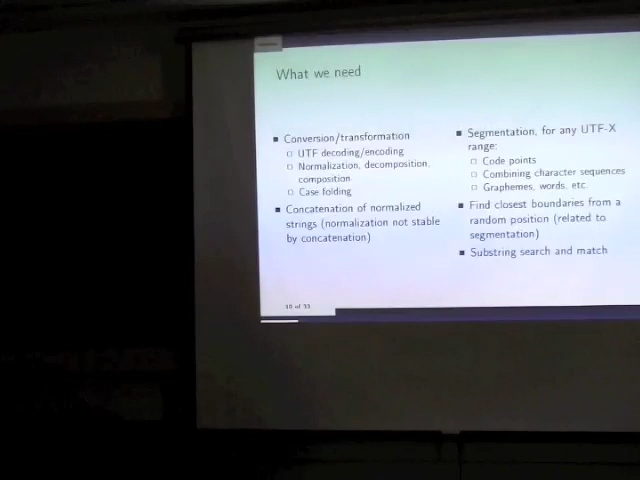 What we need
■ Conversion/transformation
□ UTF decoding/encoding
□ Normalization, decomposition,
composition
□ Case folding
■ Concatenation of normalized
strings (normalization not stable
by concatenation)
■ Segmentation, for any UTF-X
range:
□ Code points
□ Combining character sequences
□ Graphemes, words, etc.
■ Find closest boundaries from a
random position (related to
segmentation)
■ Substring search and match